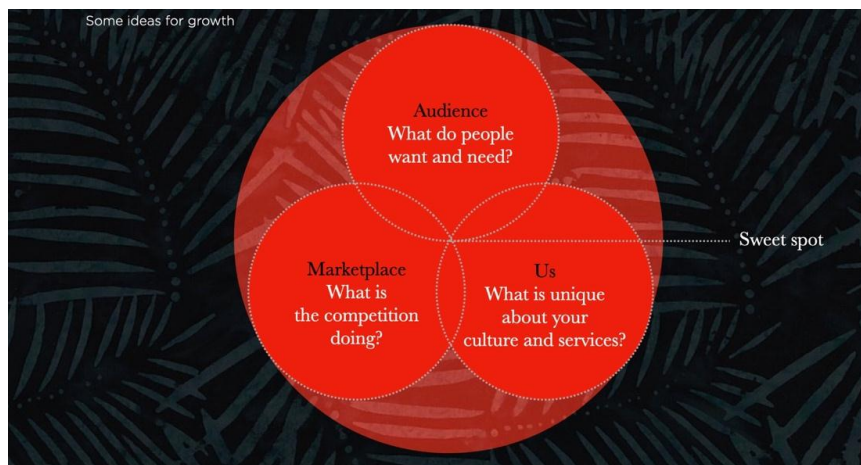 Some ideas for growth
Audience
What do people
want and need?
Marketplace
What is
the competition
doing?
Us
What is unique
about your
culture and services?
Sweet spot